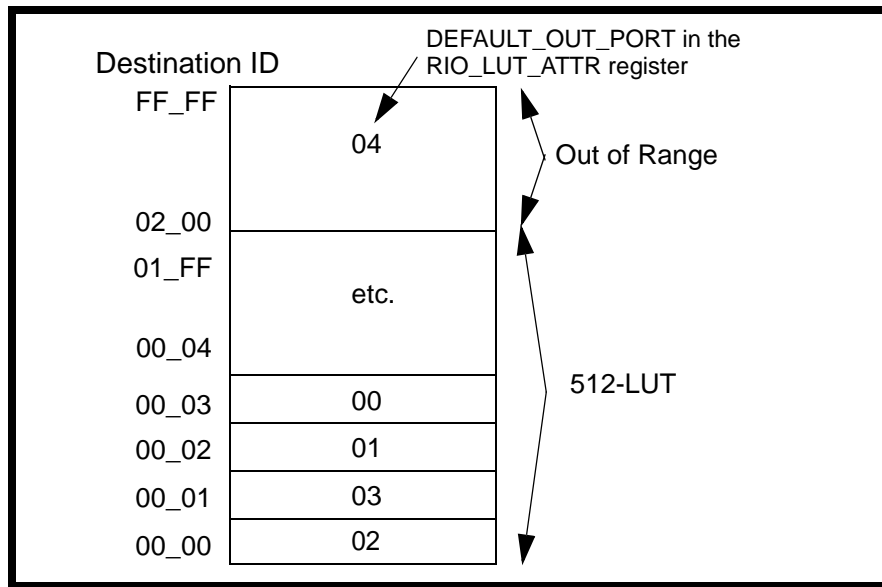 DEFAULT_OUT_PORT in the
RIO_LUT_ATTR register
Destination ID
FF_FF
04
Out of Range
02_00
01_FF
etc.
00_04
512-LUT
00_03
00
00_02
01
00_01
03
00_00
02